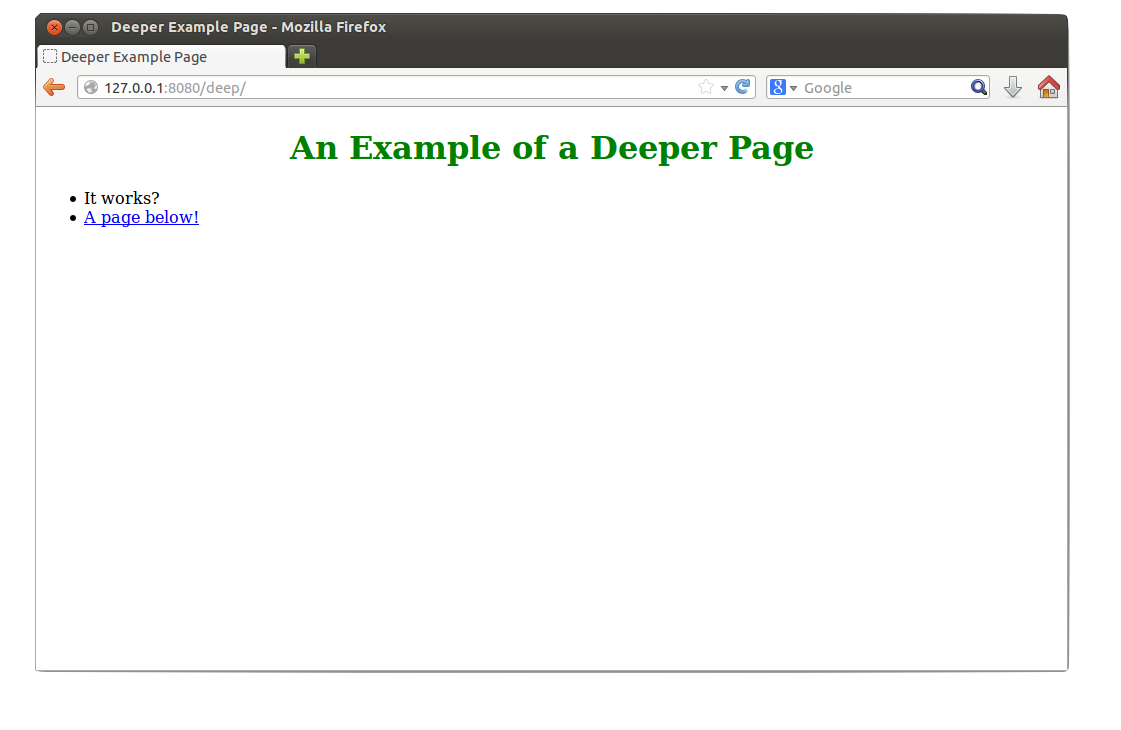 Deeper Example Page - Mozilla Firefox
Deeper Example Page
127.0.0.1:8080/deep/
8 Google
An Example of a Deeper Page
• It works?
• A page below!